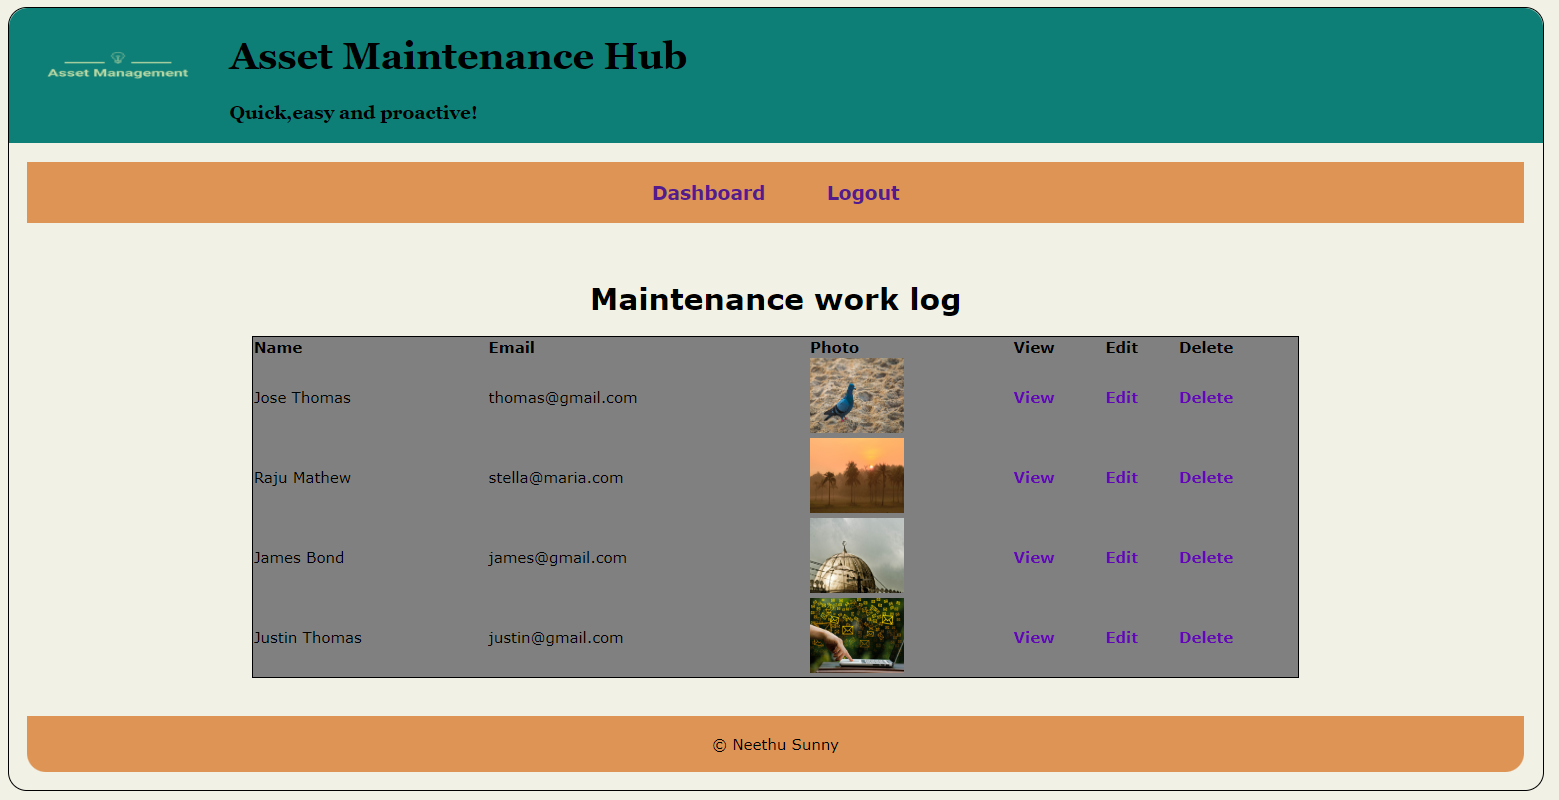 Asset Management
Asset Maintenance Hub
Quick,easy and proactive!
Dashboard Logout
Maintenance work log
Name Email Photo View Edit Delete
Jose Thomas thomas@gmail.com View Edit Delete
Raju Mathew stella@maria.com View Edit Delete
James Bond james@gmail.com View Edit Delete
Justin Thomas justin@gmail.com View Edit Delete
© Neethu Sunny